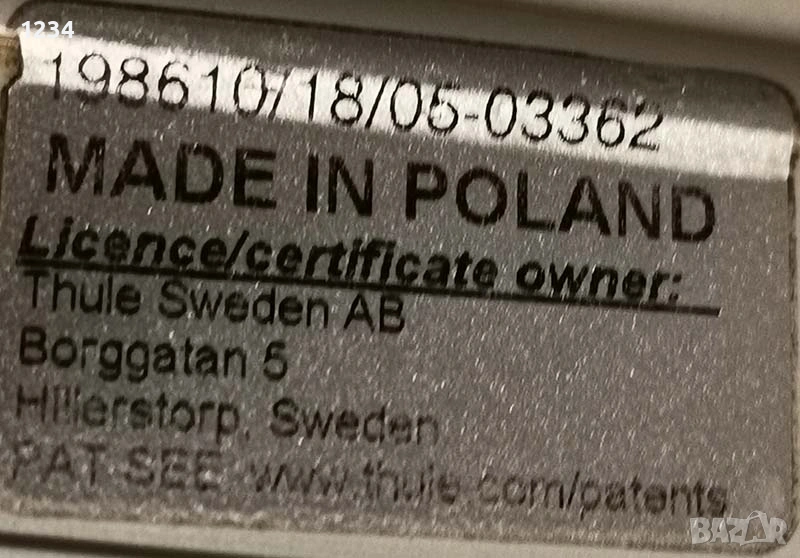 1234
198610/18/05-03362
MADE IN POLAND
Licence/certificate owner:
Thule Sweden AB
Borggatan 5
Hillerstorp, Sweden
PAT SEE www.thule.com/patents
BAZAR